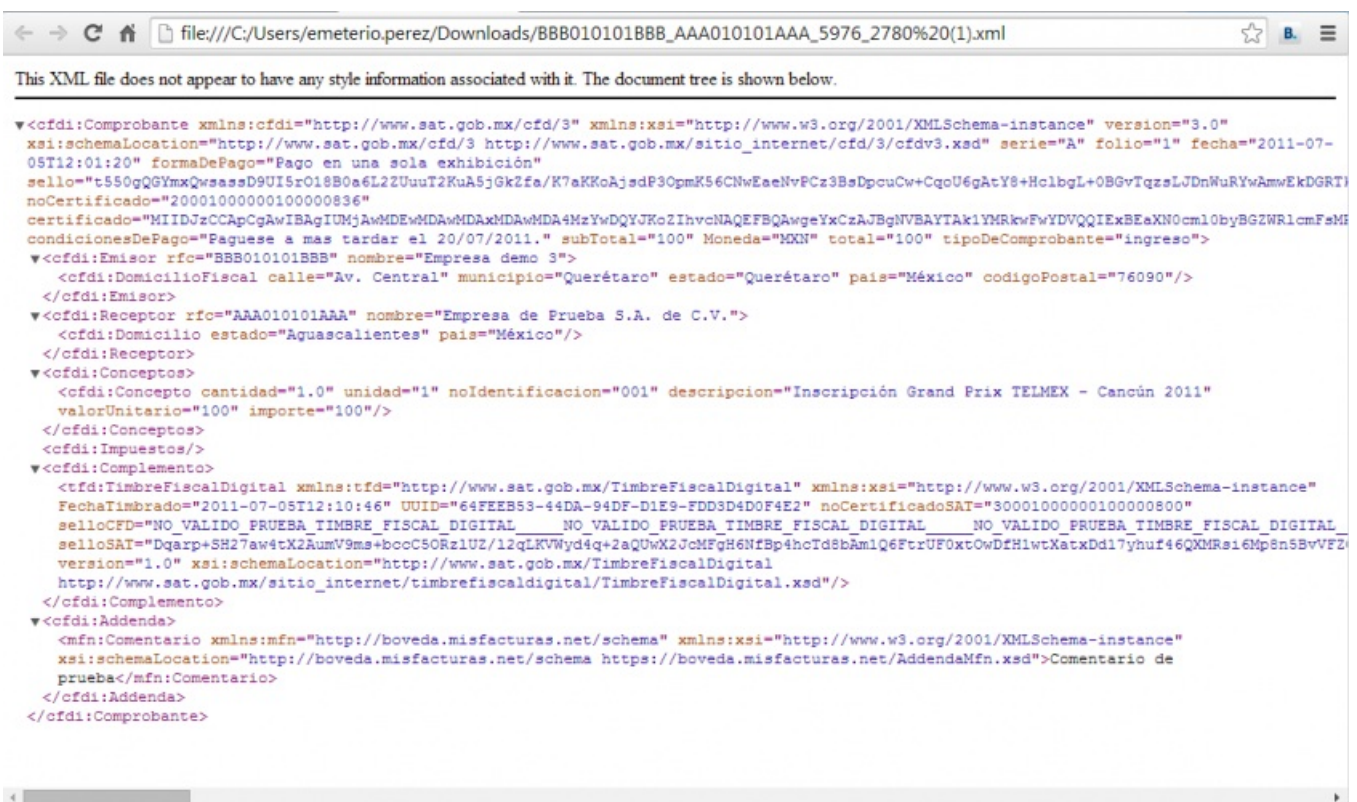 file:///C:/Users/emeterio.perez/Downloads/BBB010101BBB_AAA010101AAA_5976_2780%20(1).xml
B.
This XML file does not appear to have any style information associated with it. The document tree is shown below.
▼<cfdi:Comprobante xmlns:cfdi="http://www.sat.gob.mx/cfd/3" xmlns:xsi="http://www.w3.org/2001/XMLSchema-instance" version="3.0"
xsi:schemaLocation="http://www.sat.gob.mx/cfd/3 http://www.sat.gob.mx/sitio_internet/cfd/3/cfdv3.xsd" serie="A" folio="1" fecha="2011-07-
05T12:01:20" formaDePago="Pago en una sola exhibición"
sello=
noCertificado="20001000000100000836"
certificado=
condicionesDePago="Paguese a mas tardar el 20/07/2011." subTotal="100" Moneda="MXN" total="100" tipoDeComprobante="ingreso">
▼<cfdi:Emisor rfc="BBB010101BBB" nombre="Empresa demo 3">
<cfdi:DomicilioFiscal calle="Av. Central" municipio="Querétaro" estado="Querétaro" pais="México" codigoPostal="76090"/>
</cfdi:Emisor>
▼<cfdi:Receptor rfc="AAA010101AAA" nombre="Empresa de Prueba S.A. de C.V.">
<cfdi:Domicilio estado="Aguascalientes" pais="México"/>
</cfdi:Receptor>
▼<cfdi:Conceptos>
<cfdi:Concepto cantidad="1.0" unidad="1" noIdentificacion="001" descripcion="Inscripción Grand Prix TELMEX - Cancún 2011"
valorUnitario="100" importe="100"/>
</cfdi:Conceptos>
<cfdi:Impuestos/>
▼<cfdi:Complemento>
<tfd:TimbreFiscalDigital xmlns:tfd="http://www.sat.gob.mx/TimbreFiscalDigital" xmlns:xsi="http://www.w3.org/2001/XMLSchema-instance"
FechaTimbrado="2011-07-05T12:10:46" UUID="64FEEB53-44DA-94DF-D1E9-FDD3D4D0F4E2" noCertificadoSAT="30001000000100000800"
selloCFD="NO_VALIDO_PRUEBA_TIMBRE_FISCAL_DIGITAL_____NO_VALIDO_PRUEBA_TIMBRE_FISCAL_DIGITAL_____NO_VALIDO_PRUEBA_TIMBRE_FISCAL_DIGITAL_
selloSAT=
version="1.0" xsi:schemaLocation="http://www.sat.gob.mx/TimbreFiscalDigital
http://www.sat.gob.mx/sitio_internet/timbrefiscaldigital/TimbreFiscalDigital.xsd"/>
</cfdi:Complemento>
▼<cfdi:Addenda>
<mfn:Comentario xmlns:mfn="http://boveda.misfacturas.net/schema" xmlns:xsi="http://www.w3.org/2001/XMLSchema-instance"
xsi:schemaLocation="http://boveda.misfacturas.net/schema https://boveda.misfacturas.net/AddendaMfn.xsd">Comentario de
prueba</mfn:Comentario>
</cfdi:Addenda>
</cfdi:Comprobante>